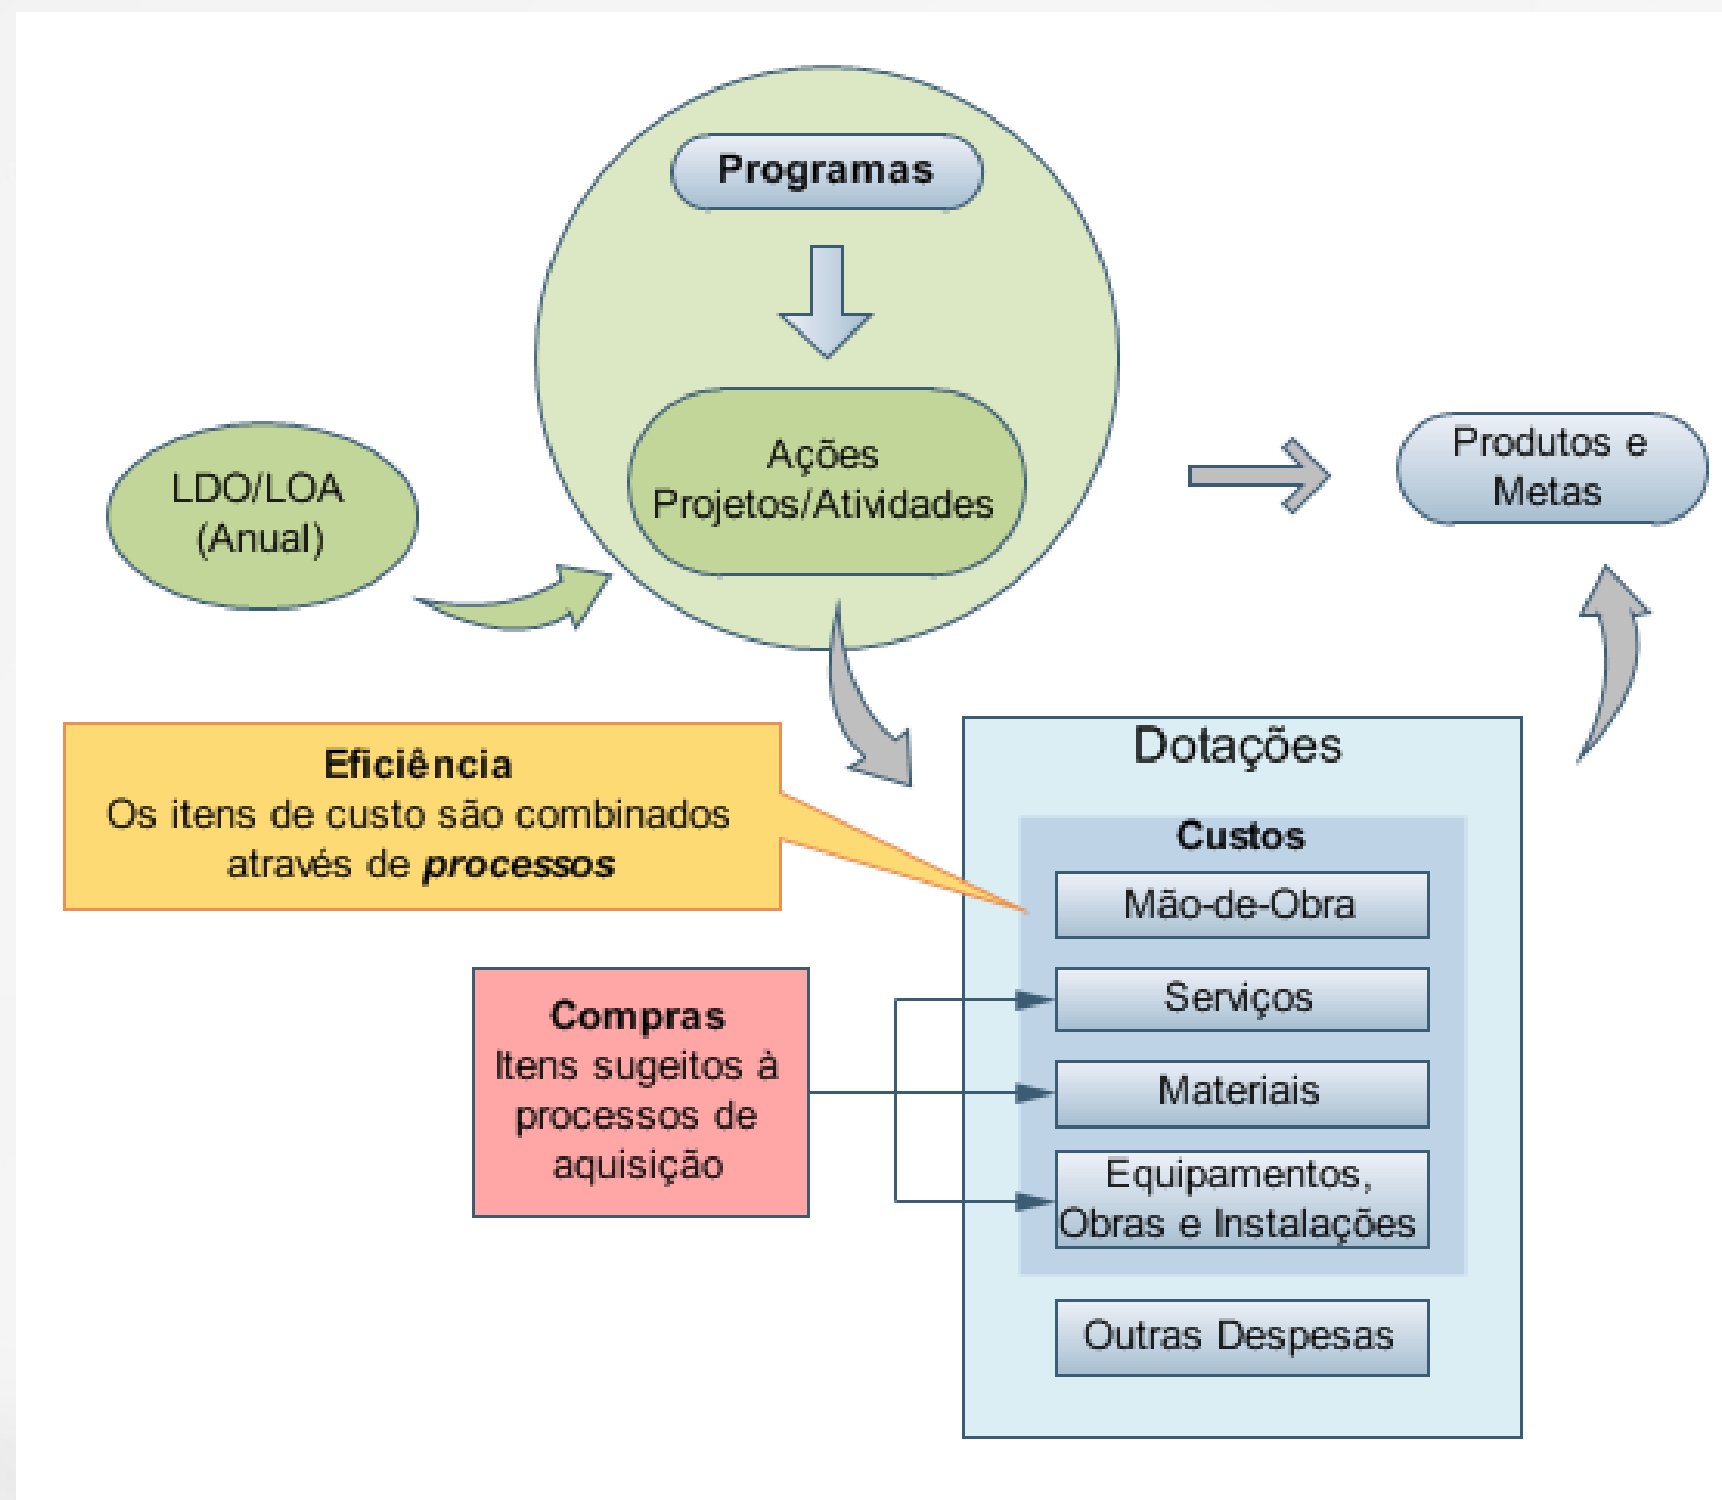 Programas
Ações
Projetos/Atividades
LDO/LOA
(Anual)
Produtos e
Metas
Eficiência
Os itens de custo são combinados
através de processos
Compras
Itens sugeitos à
processos de
aquisição
Dotações
Custos
Mão-de-Obra
Serviços
Materiais
Equipamentos,
Obras e Instalações
Outras Despesas